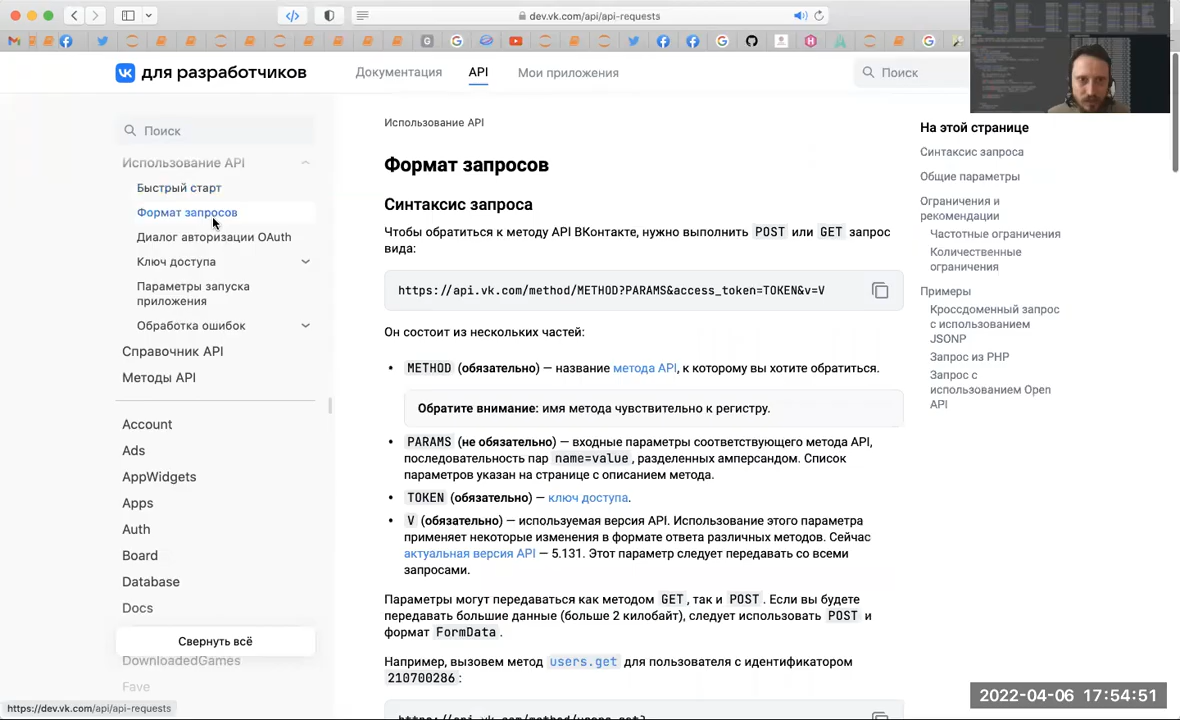 dev.vk.com/api/api-requests
для разработчиков
Документация
API
Мои приложения
Поиск
Поиск
Использование API
Быстрый старт
Формат запросов
Диалог авторизации OAuth
Ключ доступа
Параметры запуска
приложения
Обработка ошибок
Справочник API
Методы API
Account
Ads
AppWidgets
Apps
Auth
Board
Database
Docs
Свернуть всё
DownloadedGames
Fave
https://dev.vk.com/api/api-requests
Использование API
Формат запросов
Синтаксис запроса
Чтобы обратиться к методу API ВКонтакте, нужно выполнить POST или GET запрос
вида:
https://api.vk.com/method/METHOD?PARAMS&access_token=TOKEN&v=V
Он состоит из нескольких частей:
• METHOD (обязательно) — название метода API, к которому вы хотите обратиться.
Обратите внимание: имя метода чувствительно к регистру.
• PARAMS (не обязательно) — входные параметры соответствующего метода API,
последовательность пар name=value, разделенных амперсандом. Список
параметров указан на странице с описанием метода.
• TOKEN (обязательно) — ключ доступа.
• V (обязательно) — используемая версия API. Использование этого параметра
применяет некоторые изменения в формате ответа различных методов. Сейчас
актуальная версия API — 5.131. Этот параметр следует передавать со всеми
запросами.
Параметры могут передаваться как методом GET, так и POST. Если вы будете
передавать большие данные (больше 2 килобайт), следует использовать POST и
формат FormData.
Например, вызовем метод users.get для пользователя с идентификатором
210700286:
https://api.vk.com/method/users.get?
На этой странице
Синтаксис запроса
Общие параметры
Ограничения и
рекомендации
Частотные ограничения
Количественные
ограничения
Примеры
Кроссдоменный запрос
с использованием
JSONP
Запрос из PHP
Запрос с
использованием Open
API
2022-04-06 17:54:51